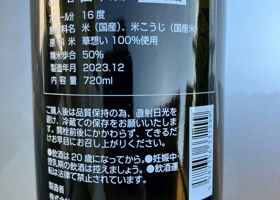 アルコール分 16度
原材料名 米(国産)、米こうじ(国産米
原料米 華想い 100%使用
精米歩合 50%
製造年月 2023.12
内容量 720ml
ご購入後は品質保持の為、直射日光を
避け、冷蔵での保存をお願いいたしま
す。開栓前後にかかわらず、できるだ
けお早目にお召し上がりください。
●飲酒は20歳になってから。●妊娠中・
授乳期の飲酒は控えましょう。●飲酒運
転は法律で禁止されています。
製造者